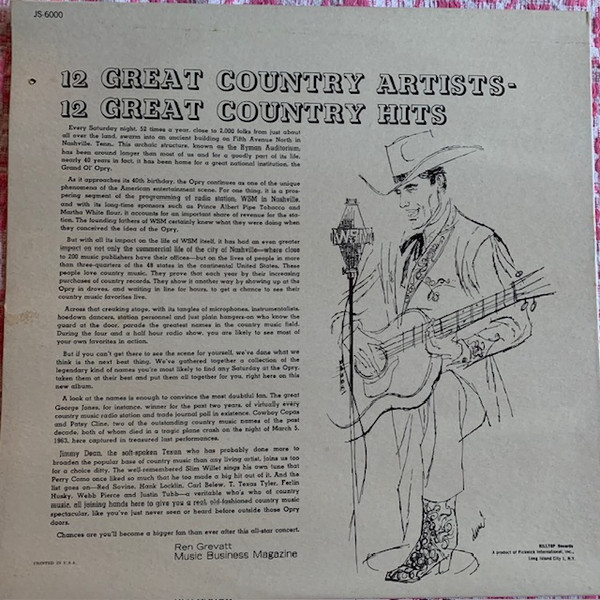 JS-6000
12 GREAT COUNTRY ARTISTS-
12 GREAT COUNTRY HITS
Every Saturday night, 52 times a year, close to 2,000 folks from just about
all over the land, swarm into an ancient building on Fifth Avenue North in
Nashville, Tenn. This archaic structure, known as the Ryman Auditorium,
has been around longer than most of us and for a goodly part of its life,
nearly 40 years in fact, it has been home for a great national institution, the
Grand Ol' Opry.
As it approaches its 40th birthday, the Opry continues as one of the unique
phenomena of the American entertainment scene. For one thing, it is a pros-
pering segment of the programming of radio station, WSM in Nashville,
and with its long-time sponsors such as Prince Albert Pipe Tobacco and
Martha White flour, it accounts for an important share of revenue for the sta-
tion. The founding fathers of WSM certainly knew what they were doing when
they conceived the idea of the Opry.
But with all its impact on the life of WSM itself, it has had an even greater
impact on not only the commercial life of the city of Nashville—where close
to 200 music publishers have their offices—but on the lives of people in more
than three-quarters of the 48 states in the continental United States. These
people love country music. They prove that each year by their increasing
purchases of country records. They show it another way by showing up at the
Opry in droves, and waiting in line for hours, to get a chance to see their
country music favorites live.
Across that creaking stage, with its tangles of microphones, instrumentalists,
hoedown dancers, station personnel and just plain hangers-on who know the
guard at the door, parade the greatest names in the country music field.
During the four and a half hour radio show, you are likely to see most of
your own favorites in action.
But if you can't get there to see the scene for yourself, we've done what we
think is the next best thing. We've gathered together a collection of the
legendary kind of names you're most likely to find any Saturday at the Opry,
taken them at their best and put them all together for you, right here on this
new album.
A look at the names is enough to convince the most doubtful fan. The great
George Jones, for instance, winner for the past two years, of virtually every
country music radio station and trade journal poll in existence. Cowboy Copas
and Patsy Cline, two of the outstanding country music names of the past
decade, both of whom died in a tragic plane crash on the night of March 5,
1963, here captured in treasured last performances.
Jimmy Dean, the soft-spoken Texan who has probably done more to
broaden the popular base of country music than any living artist, joins us too
for a choice ditty. The well-remembered Slim Willet sings his own tune that
Perry Como once liked so much that he too made a big hit out of it. And the
list goes on—Red Sovine, Hank Locklin, Carl Belew, T. Texas Tyler, Ferlin
Husky, Webb Pierce and Justin Tubb—a veritable who's who of country
music, all joining hands here to give you a real, old-fashioned country music
spectacular, like you've just never seen or heard before outside those Opry
doors.
Chances are you'll become a bigger fan than ever after this all-star concert.
Ren Grevatt
Music Business Magazine
PRINTED IN U.S.A.
HILLTOP Records
A product of Pickwick International, Inc.,
Long Island City 1, N.Y.